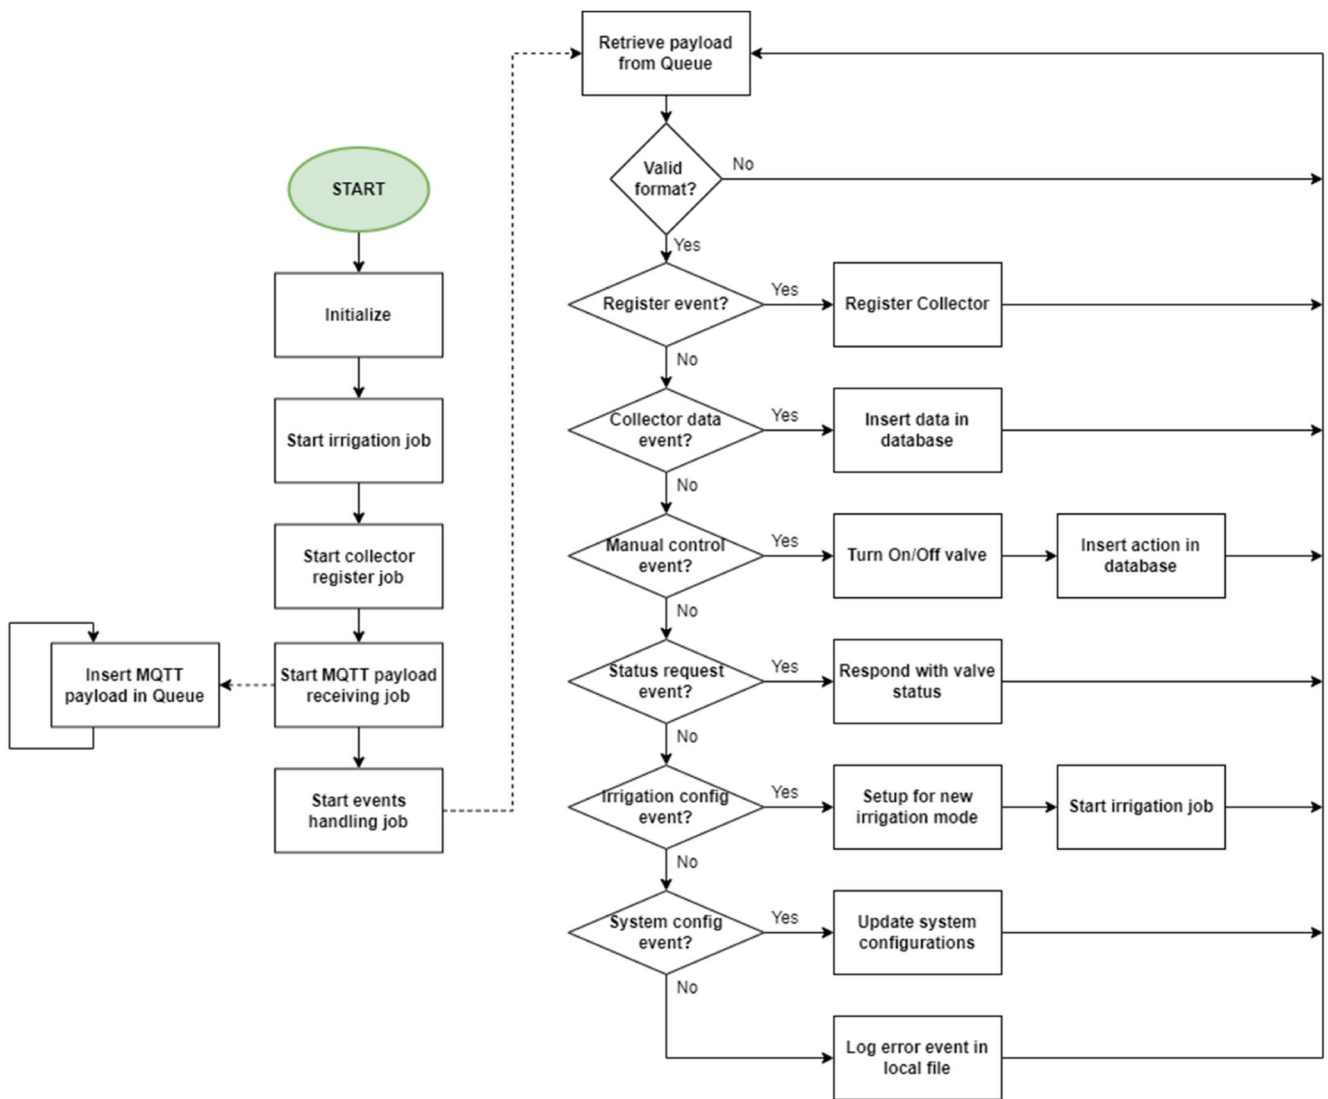 Retrieve payload
from Queue
Valid
format?
No
Yes
START
Initialize
Start irrigation job
Start collector
register job
Start MQTT payload
receiving job
Insert MQTT
payload in Queue
Start events
handling job
Register event?
Yes
Register Collector
No
Collector data
event?
Yes
Insert data in
database
No
Manual control
event?
Yes
Turn On/Off valve
Insert action in
database
No
Status request
event?
Yes
Respond with valve
status
No
Irrigation config
event?
Yes
Setup for new
irrigation mode
Start irrigation job
No
System config
event?
Yes
Update system
configurations
No
Log error event in
local file